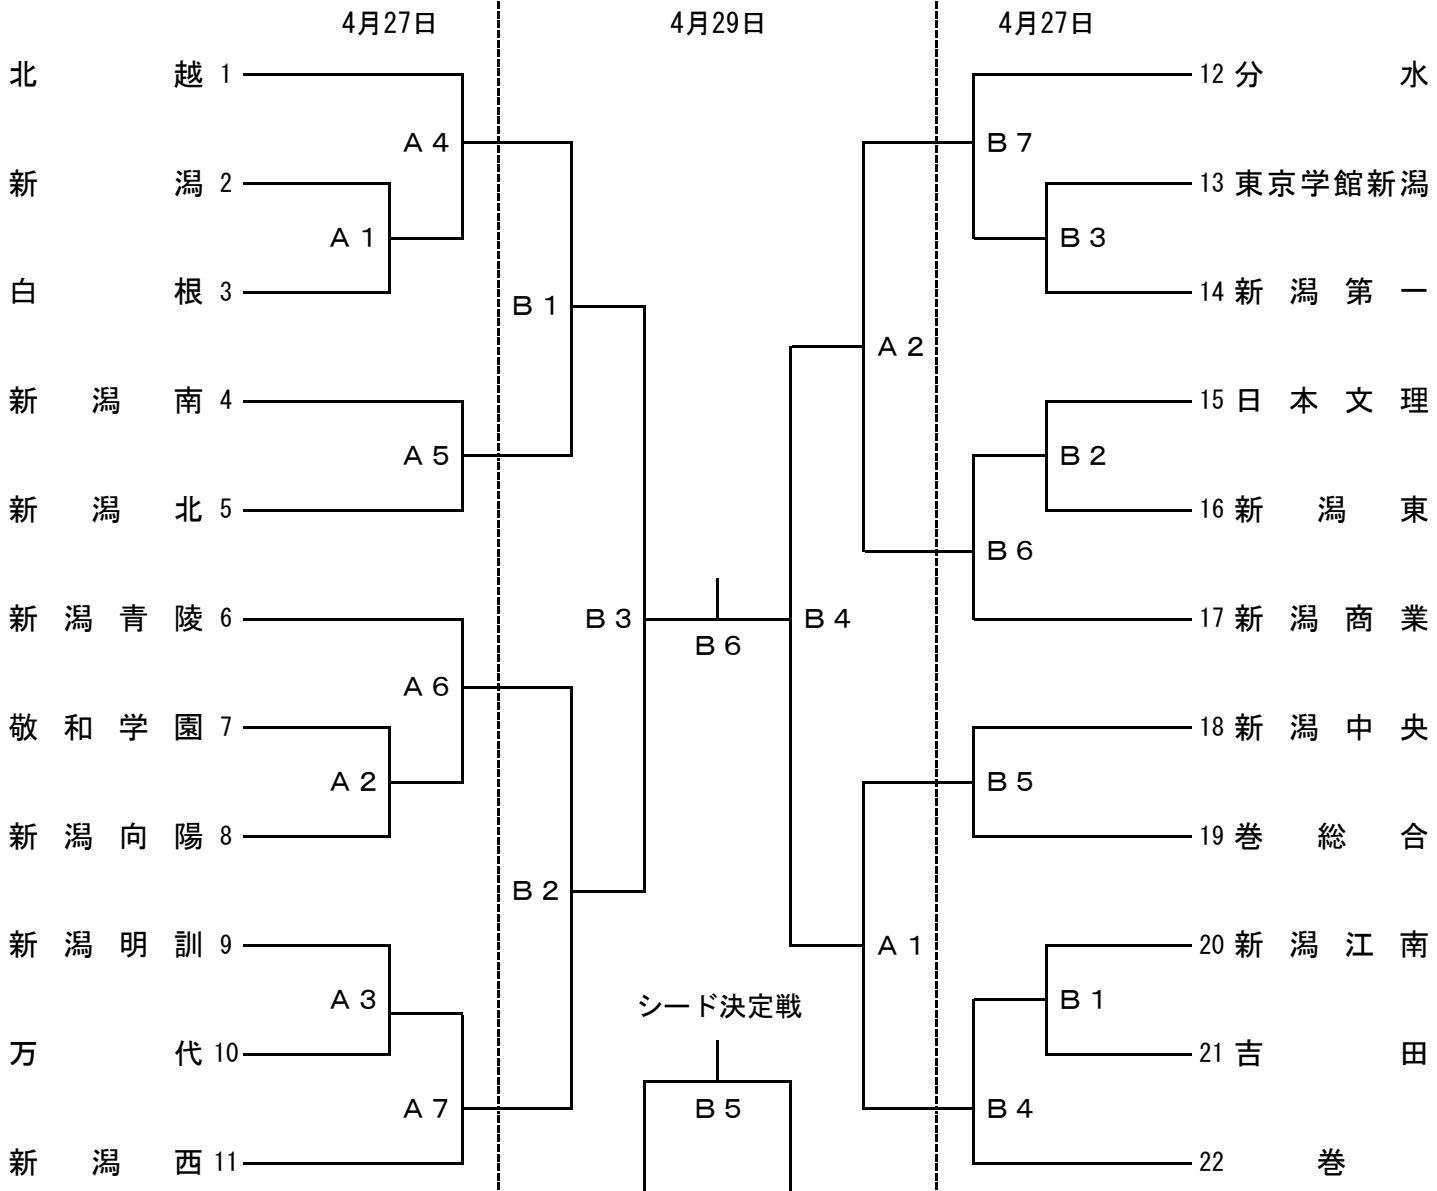 4月27日 4月29日 4月27日
北越 1 12 分水
A4 B7
新潟 2 13 東京学館新潟
A1 B3
白根 3 14 新潟第一
B1
A2
新潟南 4 15 日本文理
A5 B2
新潟北 5 16 新潟東
B6
新潟青陵 6 B3 B4 17 新潟商業
B6
A6
敬和学園 7 18 新潟中央
A2 B5
新潟向陽 8 19 巻総合
B2
新潟明訓 9 A1 20 新潟江南
A3 シード決定戦 B1
万代 10 21 吉田
A7 B5 B4
新潟西 11 22 巻